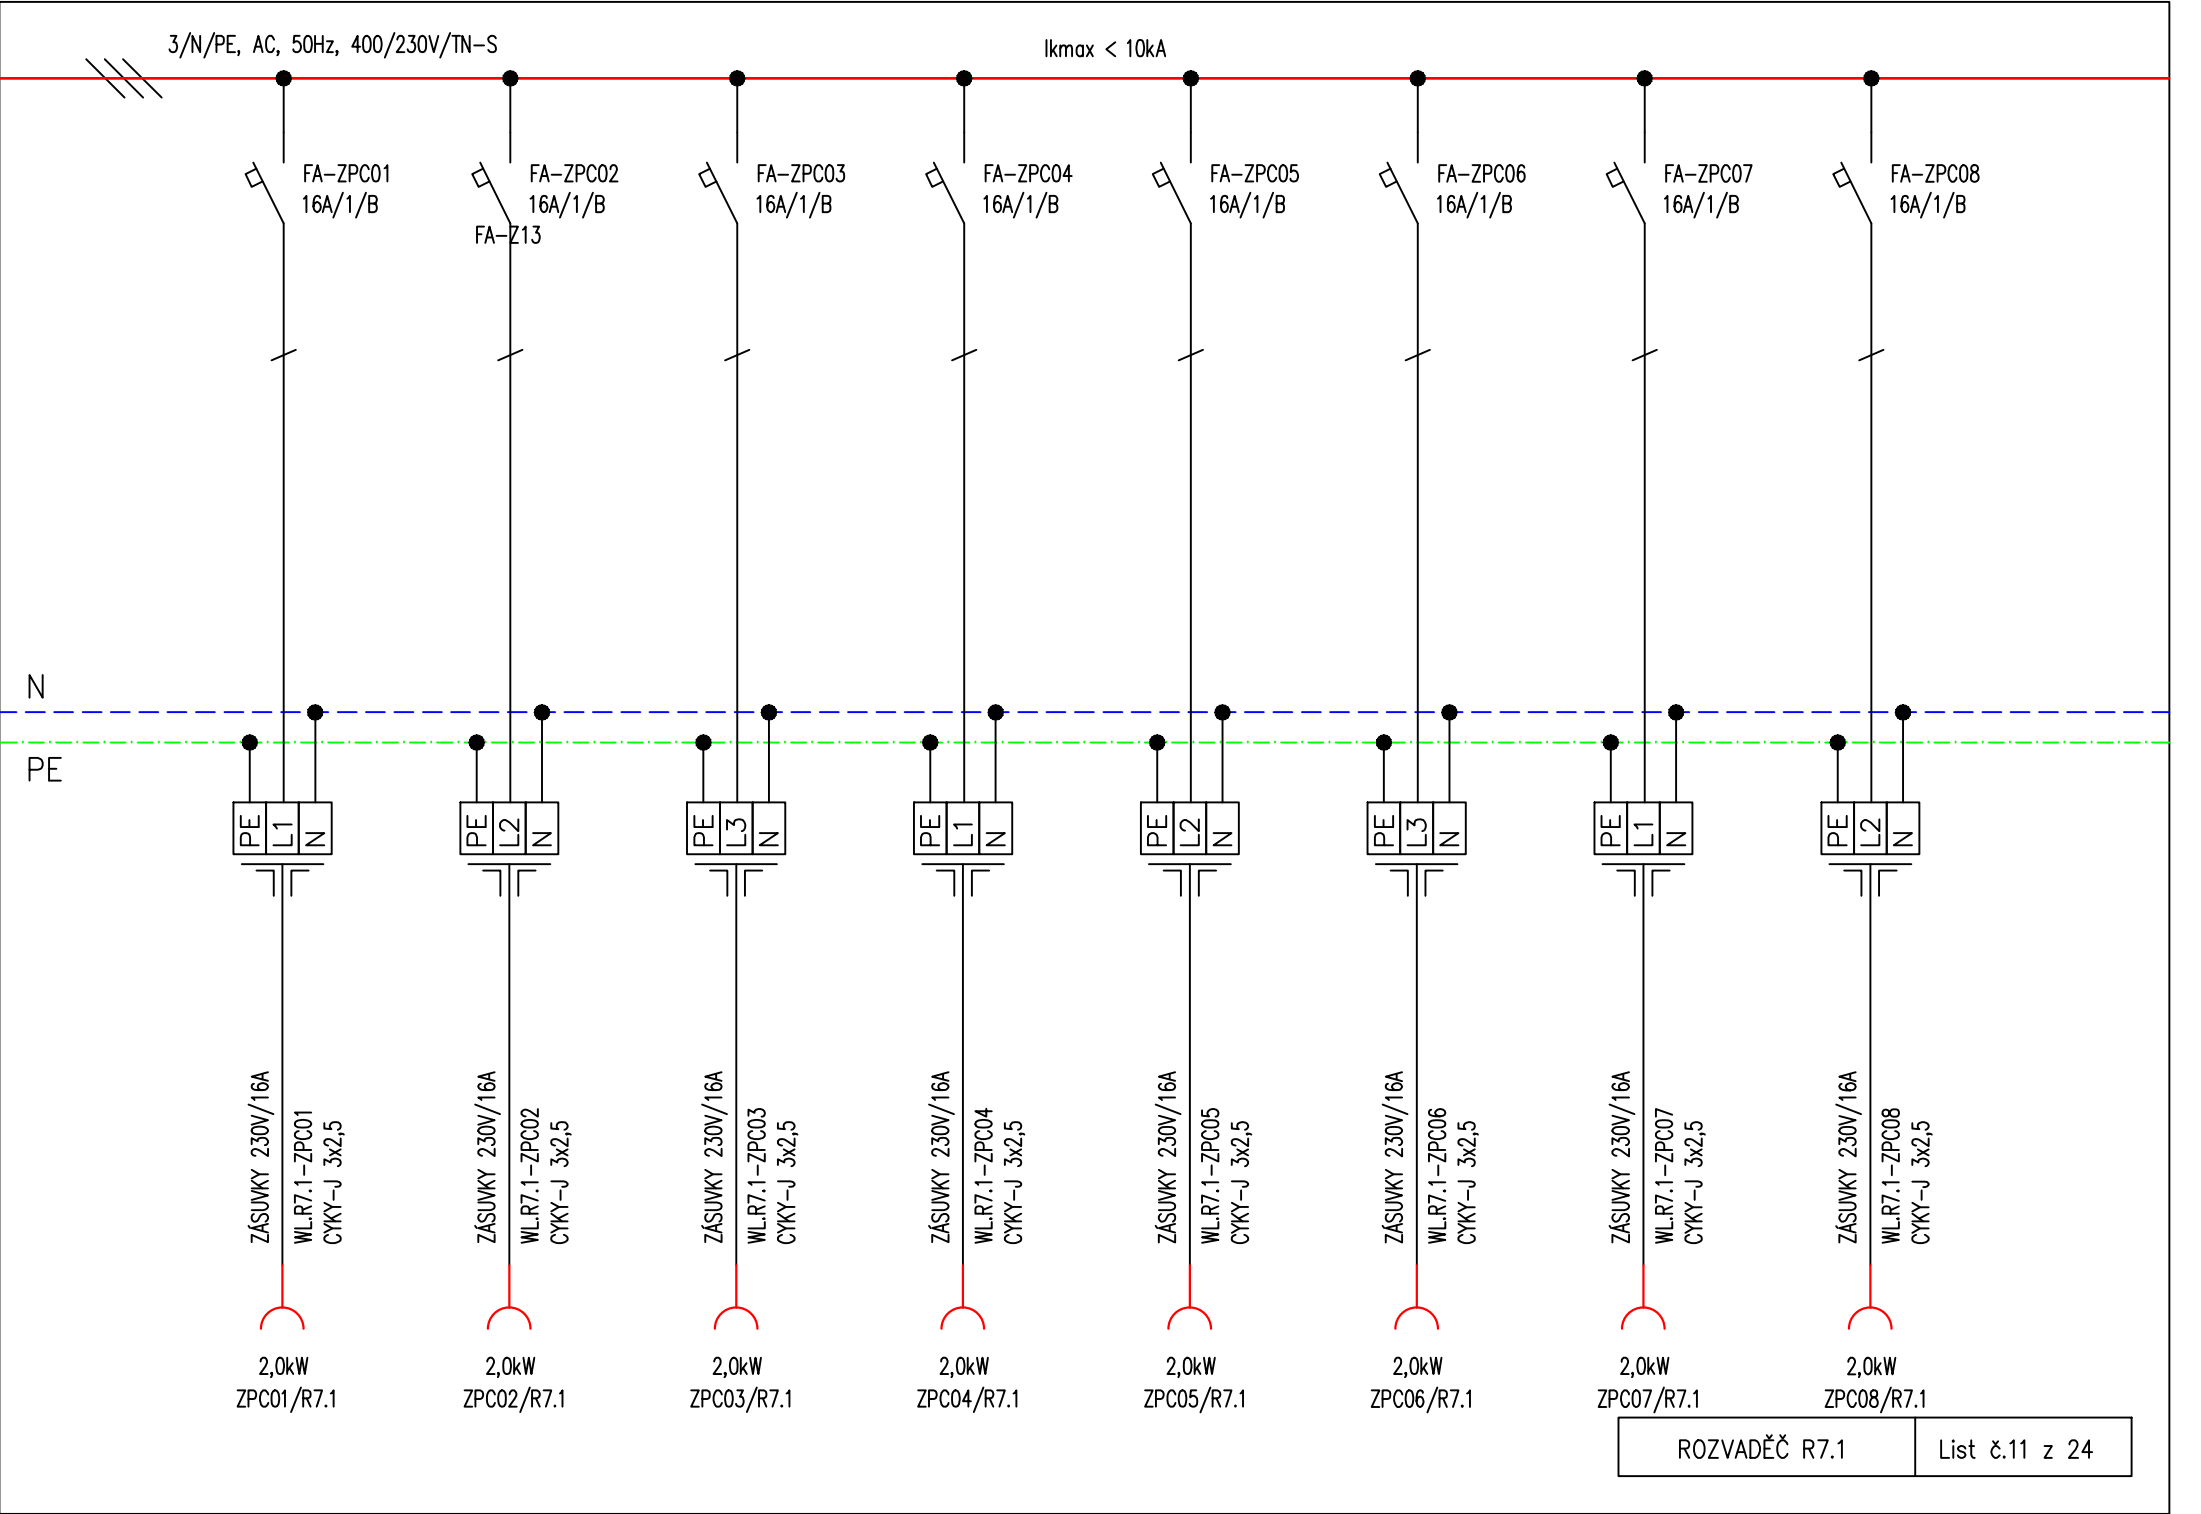 3/N/PE, AC, 50Hz, 400/230V/TN-S
Ikmax < 10kA
FA-ZPC01
16A/1/B
FA-ZPC02
16A/1/B
FA-Z13
FA-ZPC03
16A/1/B
FA-ZPC04
16A/1/B
FA-ZPC05
16A/1/B
FA-ZPC06
16A/1/B
FA-ZPC07
16A/1/B
FA-ZPC08
16A/1/B
N
PE
PE L1 N
PE L2 N
PE L3 N
PE L1 N
PE L2 N
PE L3 N
PE L1 N
PE L2 N
ZÁSUVKY 230V/16A
WL.R7.1-ZPC01
CYKY-J 3x2,5
ZÁSUVKY 230V/16A
WL.R7.1-ZPC02
CYKY-J 3x2,5
ZÁSUVKY 230V/16A
WL.R7.1-ZPC03
CYKY-J 3x2,5
ZÁSUVKY 230V/16A
WL.R7.1-ZPC04
CYKY-J 3x2,5
ZÁSUVKY 230V/16A
WL.R7.1-ZPC05
CYKY-J 3x2,5
ZÁSUVKY 230V/16A
WL.R7.1-ZPC06
CYKY-J 3x2,5
ZÁSUVKY 230V/16A
WL.R7.1-ZPC07
CYKY-J 3x2,5
ZÁSUVKY 230V/16A
WL.R7.1-ZPC08
CYKY-J 3x2,5
2,0kW
ZPC01/R7.1
2,0kW
ZPC02/R7.1
2,0kW
ZPC03/R7.1
2,0kW
ZPC04/R7.1
2,0kW
ZPC05/R7.1
2,0kW
ZPC06/R7.1
2,0kW
ZPC07/R7.1
2,0kW
ZPC08/R7.1
ROZVADĚČ R7.1
List č.11 z 24